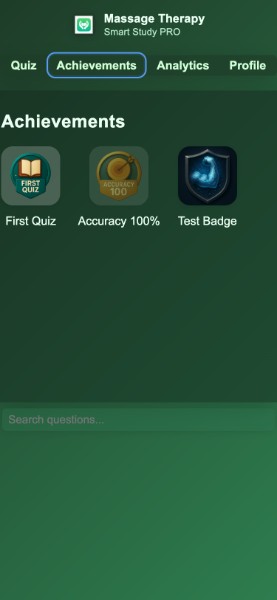 Massage Therapy
Smart Study PRO
Quiz
Achievements
Analytics
Profile
Achievements
FIRST
QUIZ
ACCURACY
100
First Quiz
Accuracy 100%
Test Badge
Search questions...